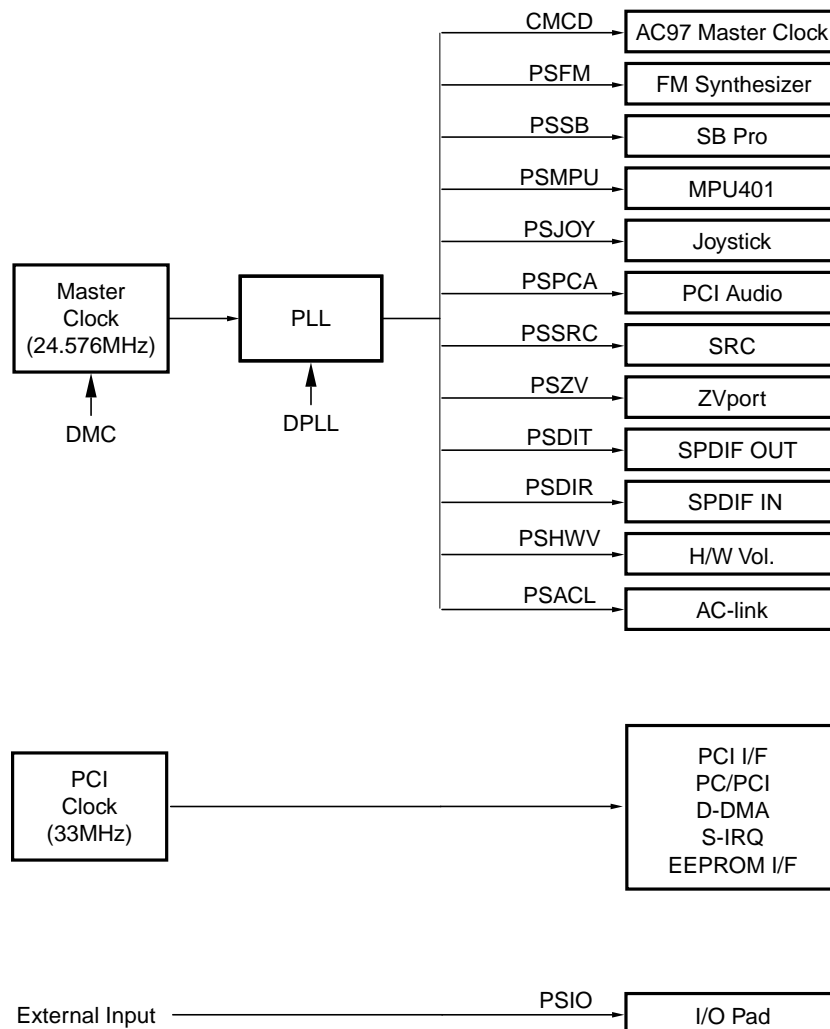 CMCD
AC97 Master Clock
PSFM
FM Synthesizer
PSSB
SB Pro
PSMPU
MPU401
PSJOY
Joystick
Master
Clock
(24.576MHz)
PLL
PSPCA
PCI Audio
PSSRC
SRC
PSZV
ZVport
DMC
DPLL
PSDIT
SPDIF OUT
PSDIR
SPDIF IN
PSHWV
H/W Vol.
PSACL
AC-link
PCI
Clock
(33MHz)
PCI I/F
PC/PCI
D-DMA
S-IRQ
EEPROM I/F
External Input
PSIO
I/O Pad